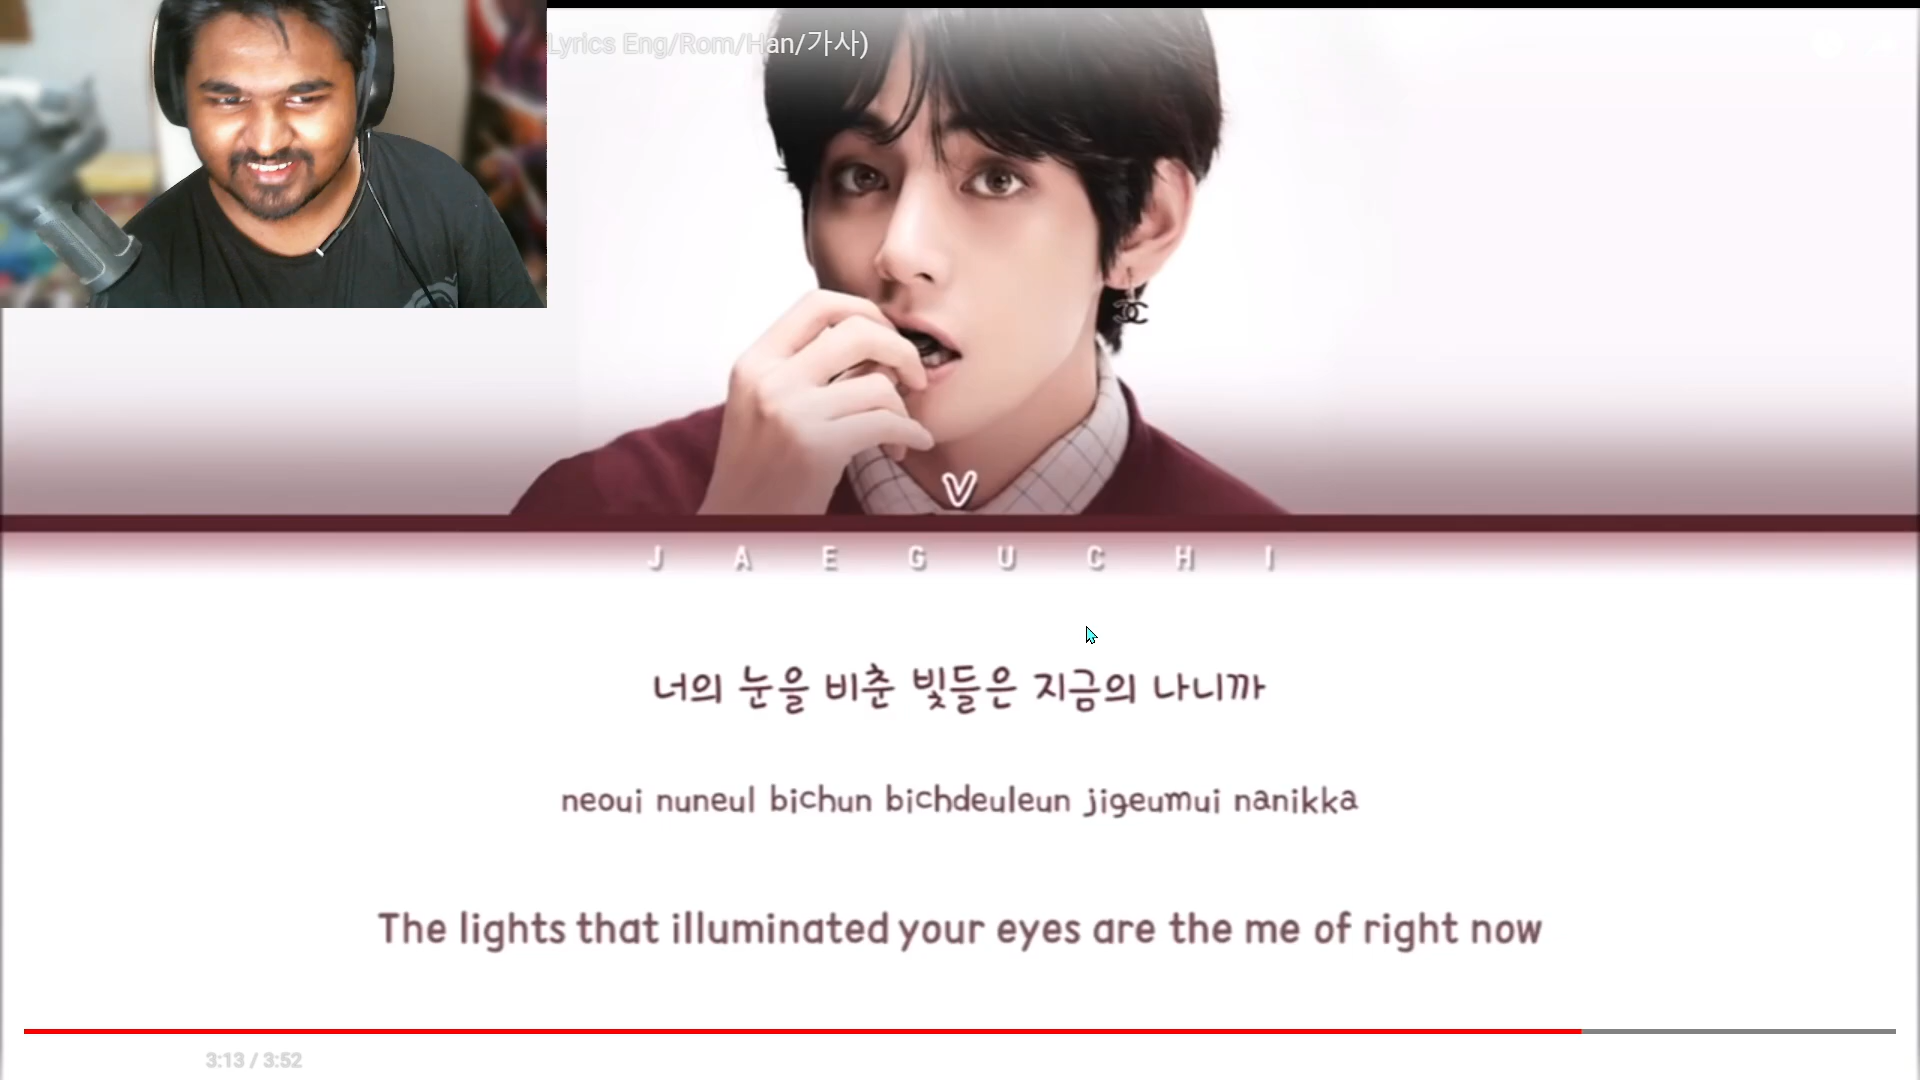 Lyrics Eng/Rom/Han/가사)
V
JAEGUCHI
너의 눈을 비춘 빛들은 지금의 나니까
neoui nuneul bichun bichdeuleun jigeumui nanikka
The lights that illuminated your eyes are the me of right now
3:13 / 3:52